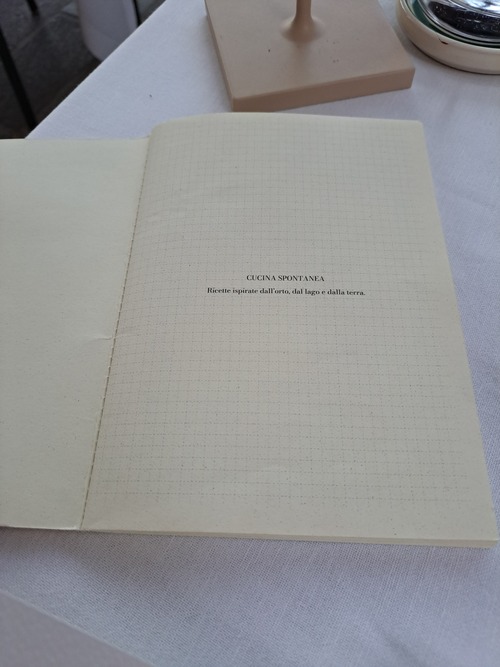 CUCINA SPONTANEA
Ricette ispirate dall'orto, dal lago e dalla terra.